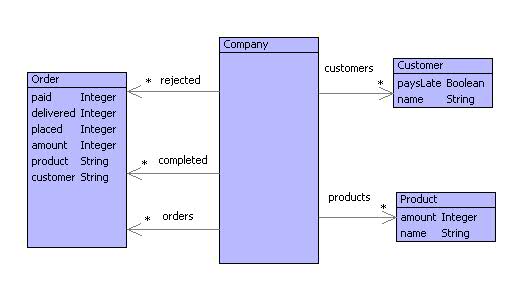 Company
Order
paid Integer
delivered Integer
placed Integer
amount Integer
product String
customer String
* rejected
* completed
* orders
customers
*
Customer
paysLate Boolean
name String
products
*
Product
amount Integer
name String